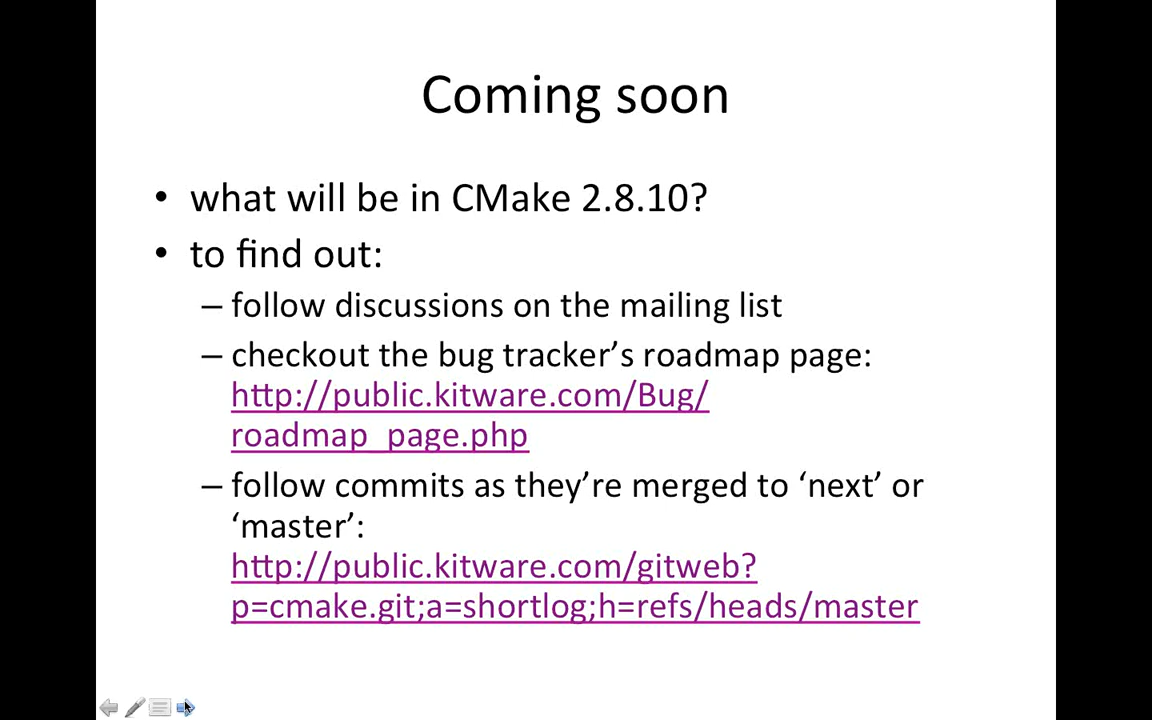 Coming soon
• what will be in CMake 2.8.10?
• to find out:
– follow discussions on the mailing list
– checkout the bug tracker’s roadmap page:
http://public.kitware.com/Bug/
roadmap_page.php
– follow commits as they’re merged to ‘next’ or
‘master’:
http://public.kitware.com/gitweb?
p=cmake.git;a=shortlog;h=refs/heads/master